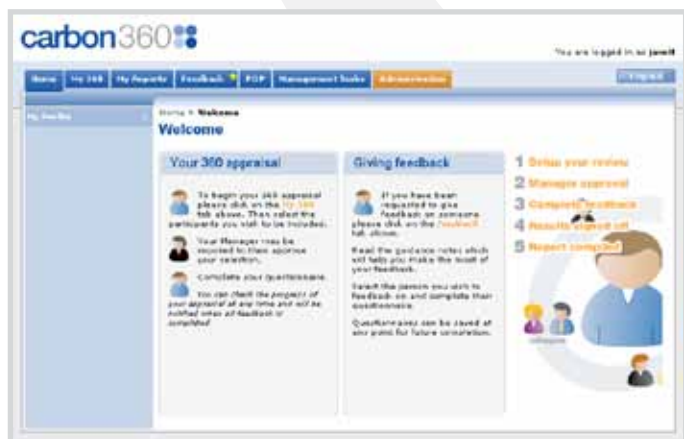 carbon360
You are logged in as janeit
Home My 360 My Reports Feedback PDP Management Tools Administration Logout
My Profile
Home > Welcome
Welcome
Your 360 appraisal
To begin your 360 appraisal
please click on the My 360
tab above. Then select the
participants you wish to be included.
Your Manager may be
required to then approve
your selection.
Complete your questionnaire.
You can check the progress of
your appraisal at any time and will be
notified when all feedback is
completed
Giving feedback
If you have been
requested to give
feedback on someone
please click on the Feedback
tab above.
Read the guidance notes which
will help you make the most of
your feedback.
Select the person you wish to
feedback on and complete their
questionnaire.
Questionnaires can be saved at
any point for future completion.
1 Setup your review
2 Manager approval
3 Complete feedback
4 Results signed off
5 Report compiled
colleagues